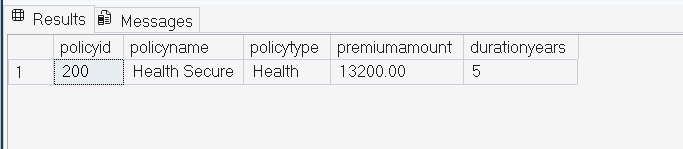 Results Messages
policyid policyname policytype premiumamount durationyears
1 200 Health Secure Health 13200.00 5